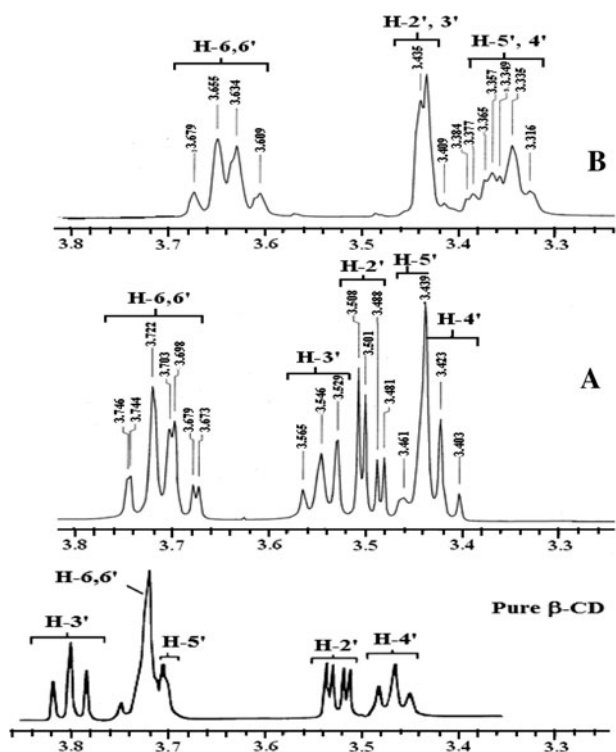 H-6,6'
H-2', 3'
H-5', 4'
3.679
3.655
3.634
3.609
3.435
3.409
3.384
3.377
3.365
3.357
3.349
3.335
3.316
B
3.8 3.7 3.6 3.5 3.4 3.3
H-6,6'
H-3'
H-2'
H-5'
H-4'
3.746
3.744
3.722
3.703
3.698
3.679
3.673
3.565
3.546
3.529
3.508
3.501
3.488
3.481
3.461
3.439
3.423
3.403
A
3.8 3.7 3.6 3.5 3.4 3.3
H-6,6'
Pure β-CD
H-3'
H-5'
H-2'
H-4'
3.8 3.7 3.6 3.5 3.4 3.3